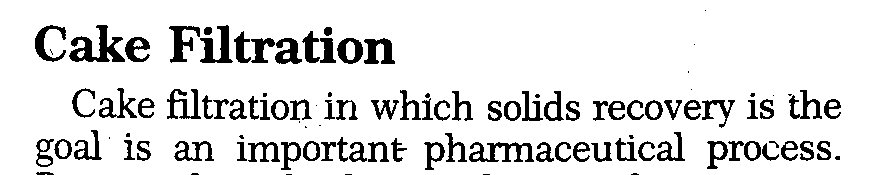 Cake Filtration
Cake filtration in which solids recovery is the
goal is an important pharmaceutical process.